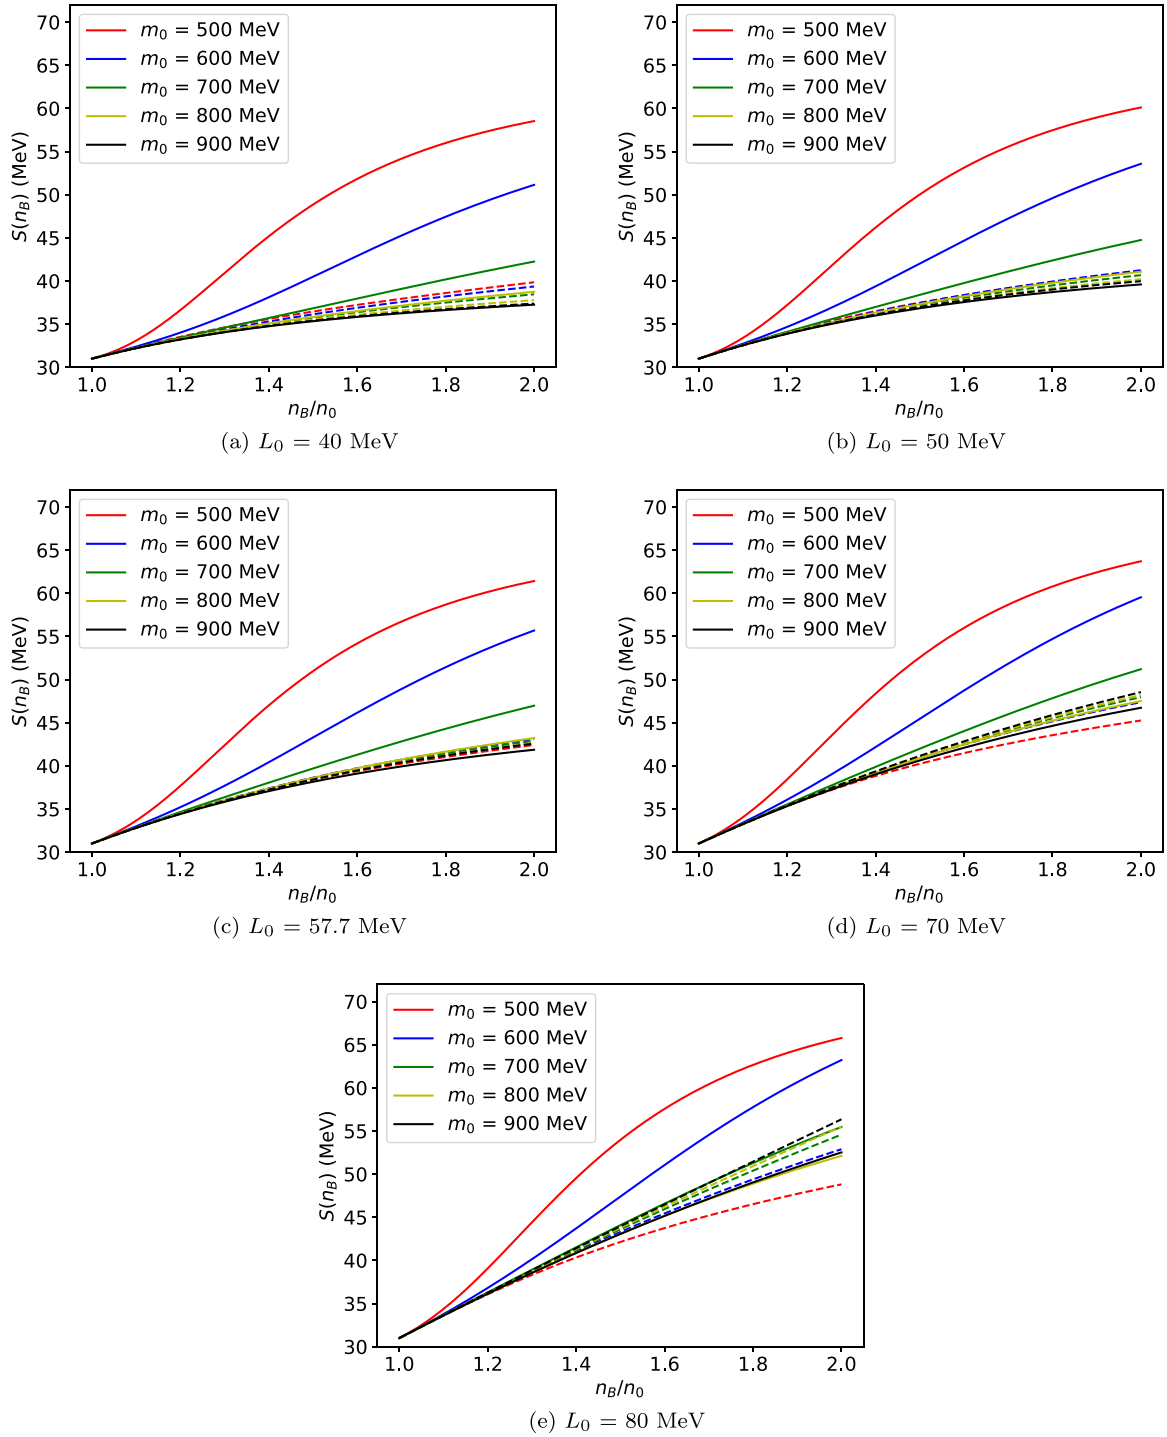 70
65
60
55
50
45
40
35
30
S(n_B) (MeV)
m_0 = 500 MeV
m_0 = 600 MeV
m_0 = 700 MeV
m_0 = 800 MeV
m_0 = 900 MeV
1.0 1.2 1.4 1.6 1.8 2.0
n_B/n_0
(a) L_0 = 40 MeV
70
65
60
55
50
45
40
35
30
S(n_B) (MeV)
m_0 = 500 MeV
m_0 = 600 MeV
m_0 = 700 MeV
m_0 = 800 MeV
m_0 = 900 MeV
1.0 1.2 1.4 1.6 1.8 2.0
n_B/n_0
(b) L_0 = 50 MeV
70
65
60
55
50
45
40
35
30
S(n_B) (MeV)
m_0 = 500 MeV
m_0 = 600 MeV
m_0 = 700 MeV
m_0 = 800 MeV
m_0 = 900 MeV
1.0 1.2 1.4 1.6 1.8 2.0
n_B/n_0
(c) L_0 = 57.7 MeV
70
65
60
55
50
45
40
35
30
S(n_B) (MeV)
m_0 = 500 MeV
m_0 = 600 MeV
m_0 = 700 MeV
m_0 = 800 MeV
m_0 = 900 MeV
1.0 1.2 1.4 1.6 1.8 2.0
n_B/n_0
(d) L_0 = 70 MeV
70
65
60
55
50
45
40
35
30
S(n_B) (MeV)
m_0 = 500 MeV
m_0 = 600 MeV
m_0 = 700 MeV
m_0 = 800 MeV
m_0 = 900 MeV
1.0 1.2 1.4 1.6 1.8 2.0
n_B/n_0
(e) L_0 = 80 MeV